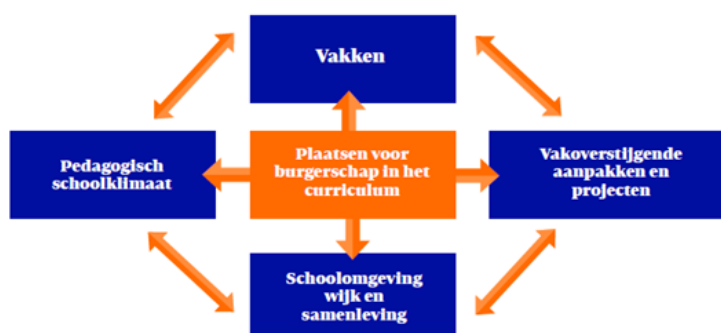 Vakken
Pedagogisch
schoolklimaat
Plaatsen voor
burgerschap in het
curriculum
Vakoverstijgende
aanpakken en
projecten
Schoolomgeving
wijk en
samenleving